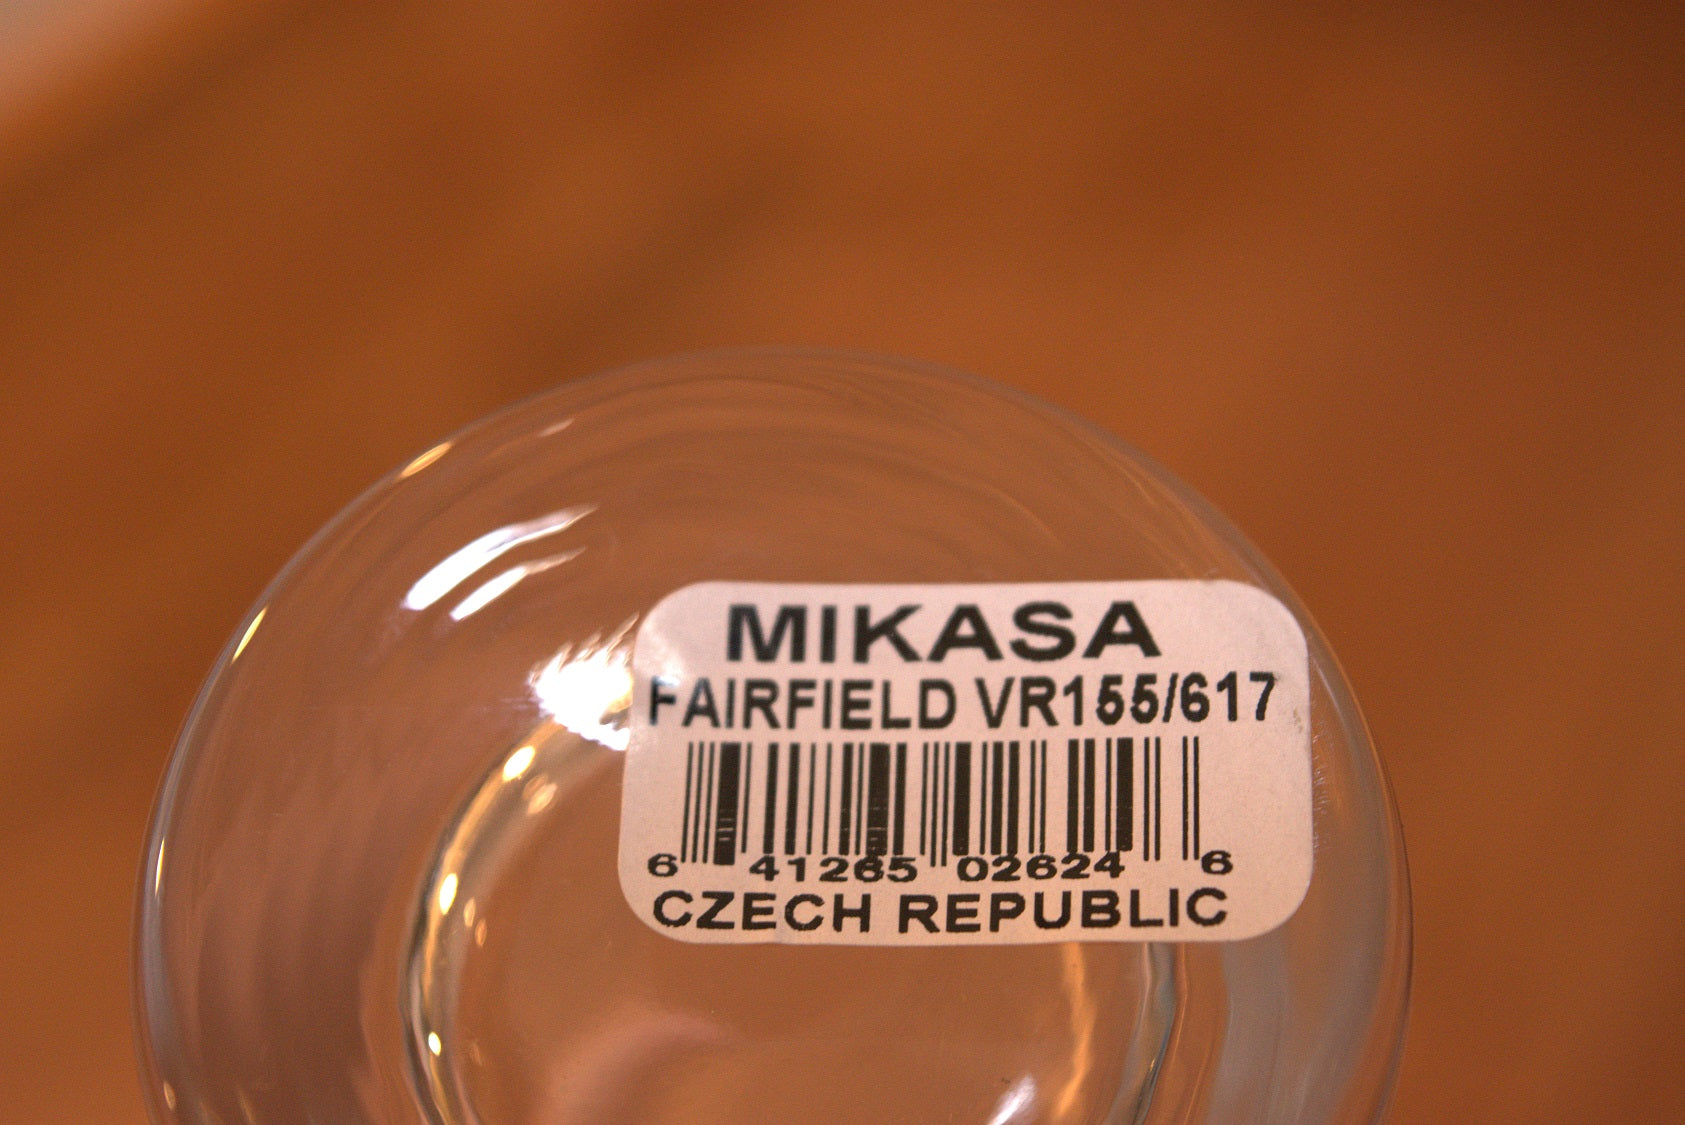 MIKASA
FAIRFIELD VR155/617
6 41265 02624 6
CZECH REPUBLIC